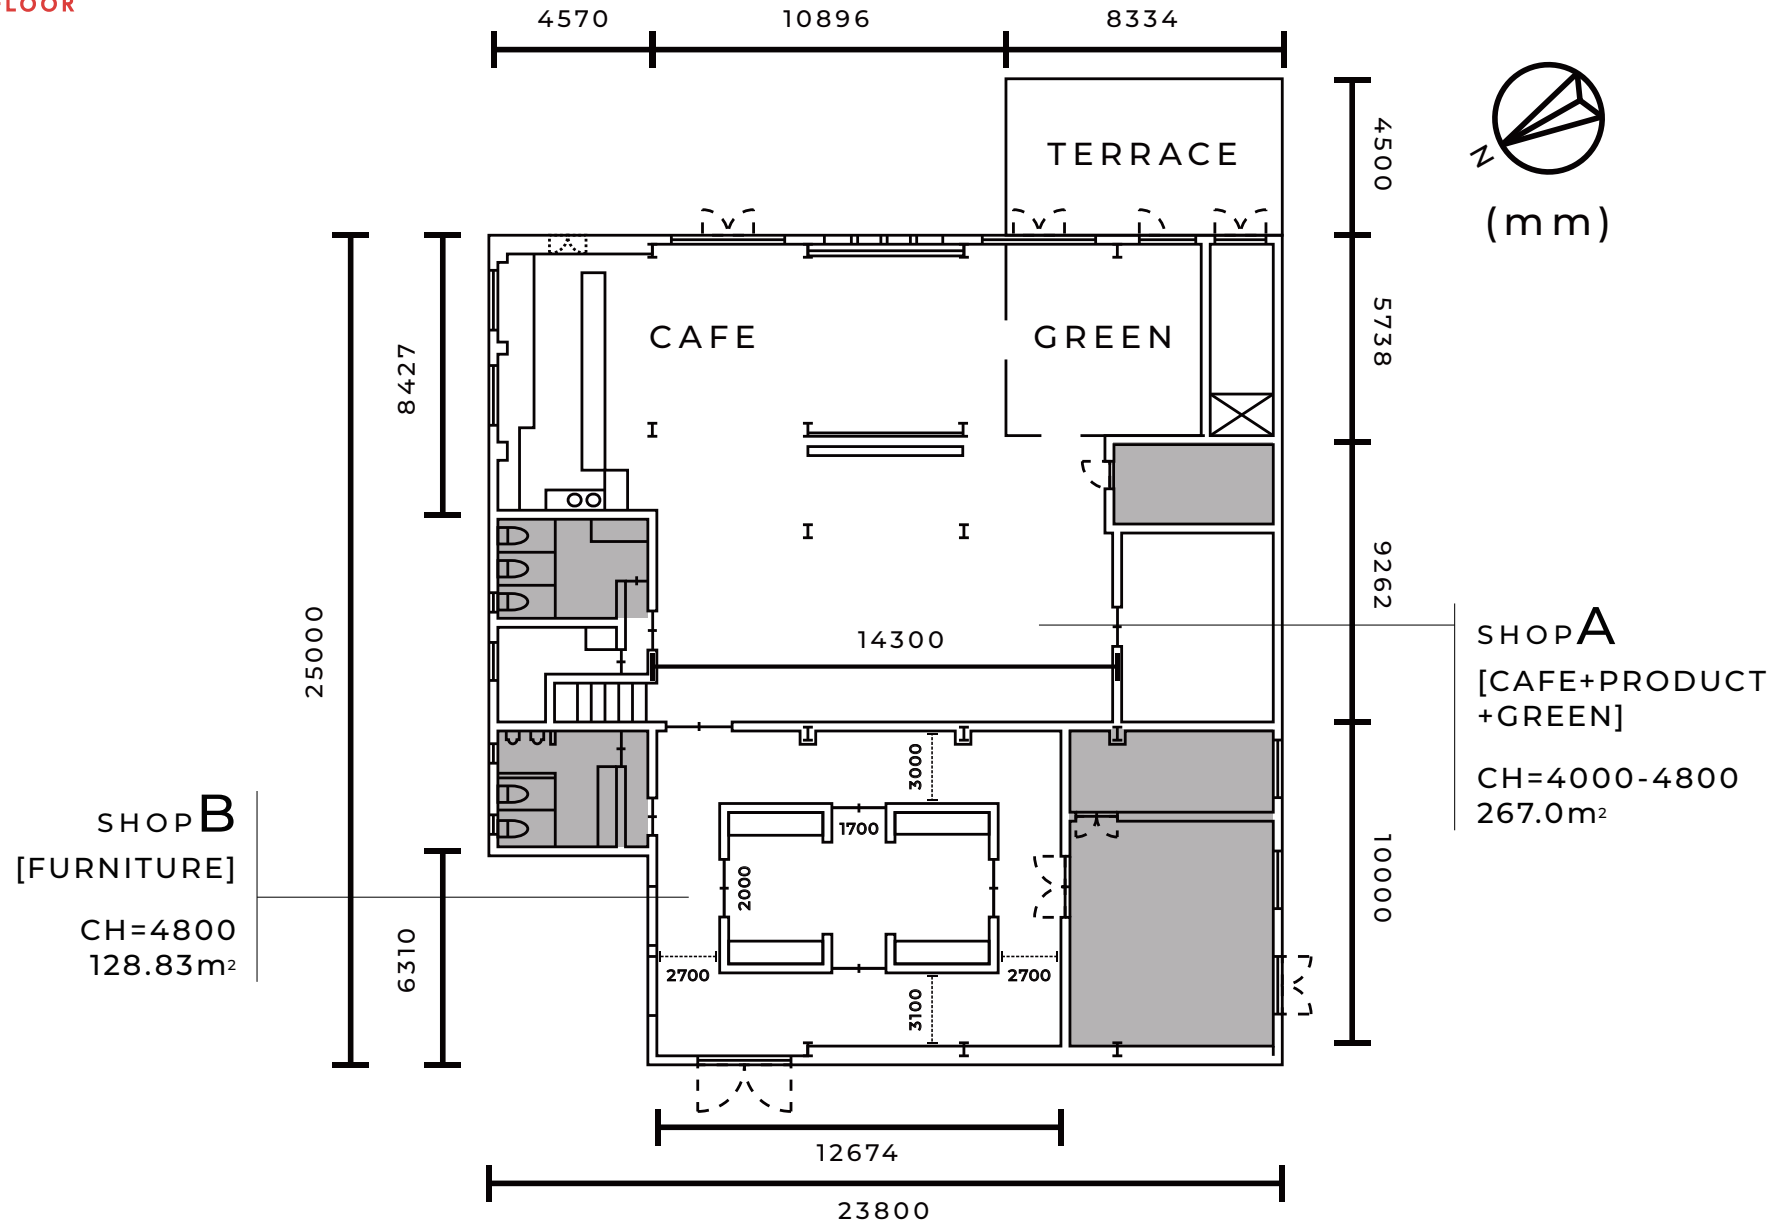 LOOR
4570
10896
8334
N
(mm)
TERRACE
4500
CAFE
GREEN
5738
8427
9262
25000
14300
SHOP A
[CAFE+PRODUCT
+GREEN]
CH=4000-4800
267.0m²
SHOP B
[FURNITURE]
CH=4800
128.83m²
3000
1700
2000
2700
2700
3100
10000
6310
12674
23800